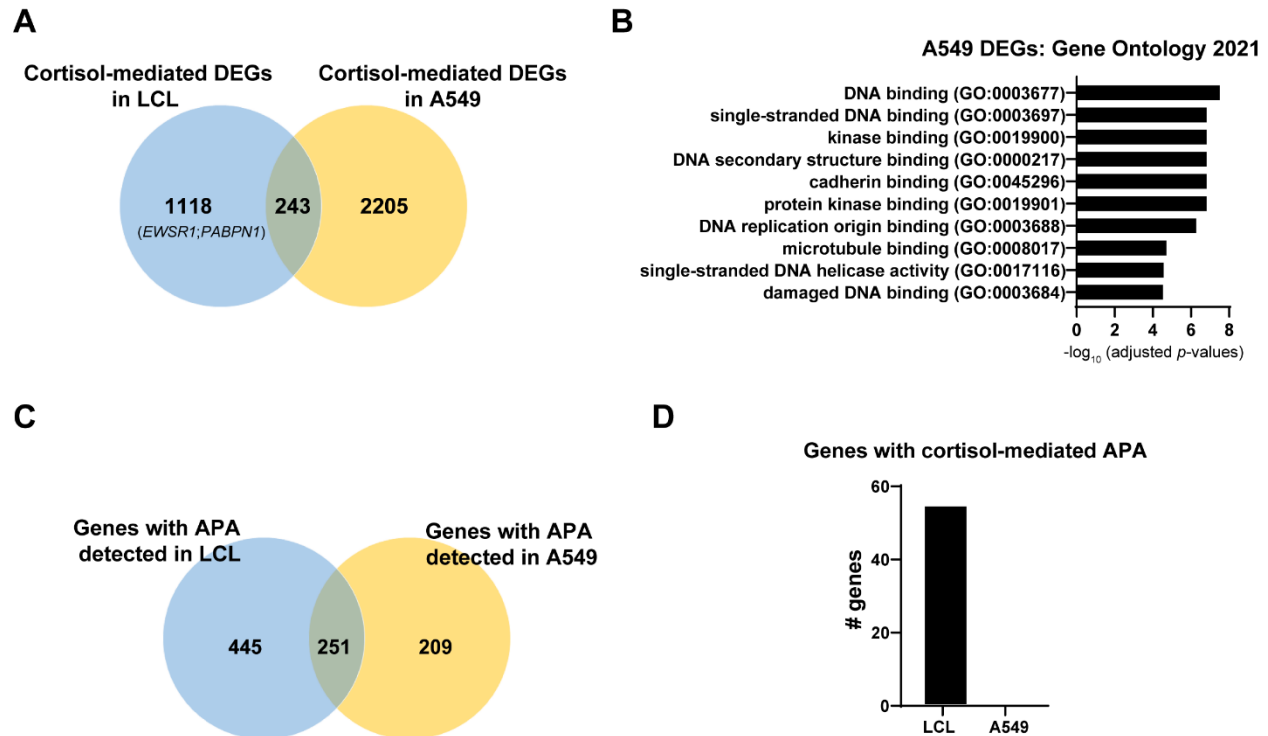 A
Cortisol-mediated DEGs
in LCL
Cortisol-mediated DEGs
in A549
1118
(EWSR1;PABPN1)
243
2205
B
A549 DEGs: Gene Ontology 2021
DNA binding (GO:0003677)
single-stranded DNA binding (GO:0003697)
kinase binding (GO:0019900)
DNA secondary structure binding (GO:0000217)
cadherin binding (GO:0045296)
protein kinase binding (GO:0019901)
DNA replication origin binding (GO:0003688)
microtubule binding (GO:0008017)
single-stranded DNA helicase activity (GO:0017116)
damaged DNA binding (GO:0003684)
0 2 4 6 8
-log10 (adjusted p-values)
C
Genes with APA
detected in LCL
Genes with APA
detected in A549
445
251
209
D
Genes with cortisol-mediated APA
# genes
60
40
20
0
LCL A549